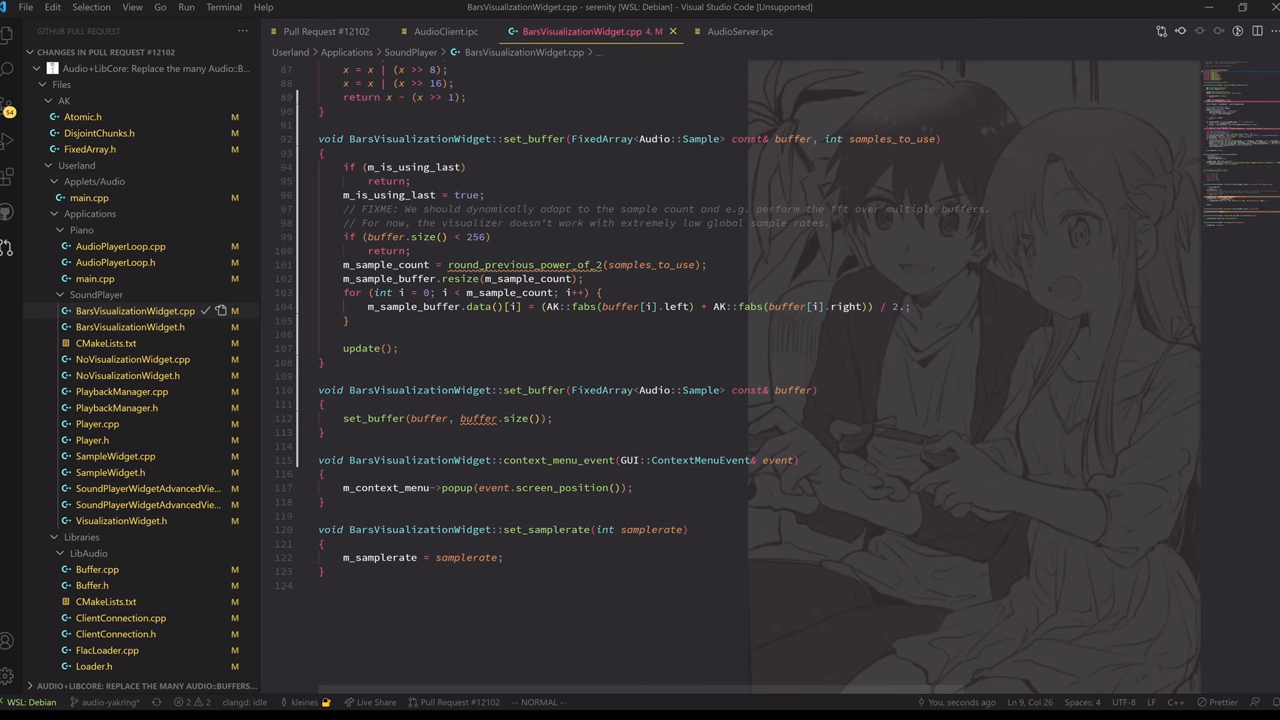 File Edit Selection View Go Run Terminal Help
BarsVisualizationWidget.cpp - serenity [WSL: Debian] - Visual Studio Code [Unsupported]
GITHUB PULL REQUEST
Pull Request #12102
AudioClient.ipc
BarsVisualizationWidget.cpp 4, M
AudioServer.ipc
CHANGES IN PULL REQUEST #12102
Userland > Applications > SoundPlayer > BarsVisualizationWidget.cpp > ...
Audio+LibCore: Replace the many Audio::B...
Files
AK
Atomic.h M
DisjointChunks.h M
FixedArray.h M
Userland
Applets/Audio
main.cpp M
Applications
Piano
AudioPlayerLoop.cpp M
AudioPlayerLoop.h M
main.cpp M
SoundPlayer
BarsVisualizationWidget.cpp M
BarsVisualizationWidget.h M
CMakeLists.txt M
NoVisualizationWidget.cpp M
NoVisualizationWidget.h M
PlaybackManager.cpp M
PlaybackManager.h M
Player.cpp M
Player.h M
SampleWidget.cpp M
SampleWidget.h M
SoundPlayerWidgetAdvancedVie... M
SoundPlayerWidgetAdvancedVie... M
VisualizationWidget.h M
Libraries
LibAudio
Buffer.cpp M
Buffer.h M
CMakeLists.txt M
ClientConnection.cpp M
ClientConnection.h M
FlacLoader.cpp M
Loader.h M
AUDIO+LIBCORE: REPLACE THE MANY AUDIO::BUFFERS...
54
87 x = x | (x >> 8);
88 x = x | (x >> 16);
89 return x - (x >> 1);
90 }
91
92 void BarsVisualizationWidget::set_buffer(FixedArray<Audio::Sample> const& buffer, int samples_to_use)
93 {
94 if (m_is_using_last)
95 return;
96 m_is_using_last = true;
97 // FIXME: We should dynamically adapt to the sample count and e.g. perform the fft over multiple buffers.
98 // For now, the visualizer doesn't work with extremely low global sample rates.
99 if (buffer.size() < 256)
100 return;
101 m_sample_count = round_previous_power_of_2(samples_to_use);
102 m_sample_buffer.resize(m_sample_count);
103 for (int i = 0; i < m_sample_count; i++) {
104 m_sample_buffer.data()[i] = (AK::fabs(buffer[i].left) + AK::fabs(buffer[i].right)) / 2.;
105 }
106
107 update();
108 }
109
110 void BarsVisualizationWidget::set_buffer(FixedArray<Audio::Sample> const& buffer)
111 {
112 set_buffer(buffer, buffer.size());
113 }
114
115 void BarsVisualizationWidget::context_menu_event(GUI::ContextMenuEvent& event)
116 {
117 m_context_menu->popup(event.screen_position());
118 }
119
120 void BarsVisualizationWidget::set_samplerate(int samplerate)
121 {
122 m_samplerate = samplerate;
123 }
124
WSL: Debian audio-yakring* 2 2 clangd: idle kleines Live Share Pull Request #12102 -- NORMAL -- You, seconds ago Ln 9, Col 26 Spaces: 4 UTF-8 LF C++ Prettier